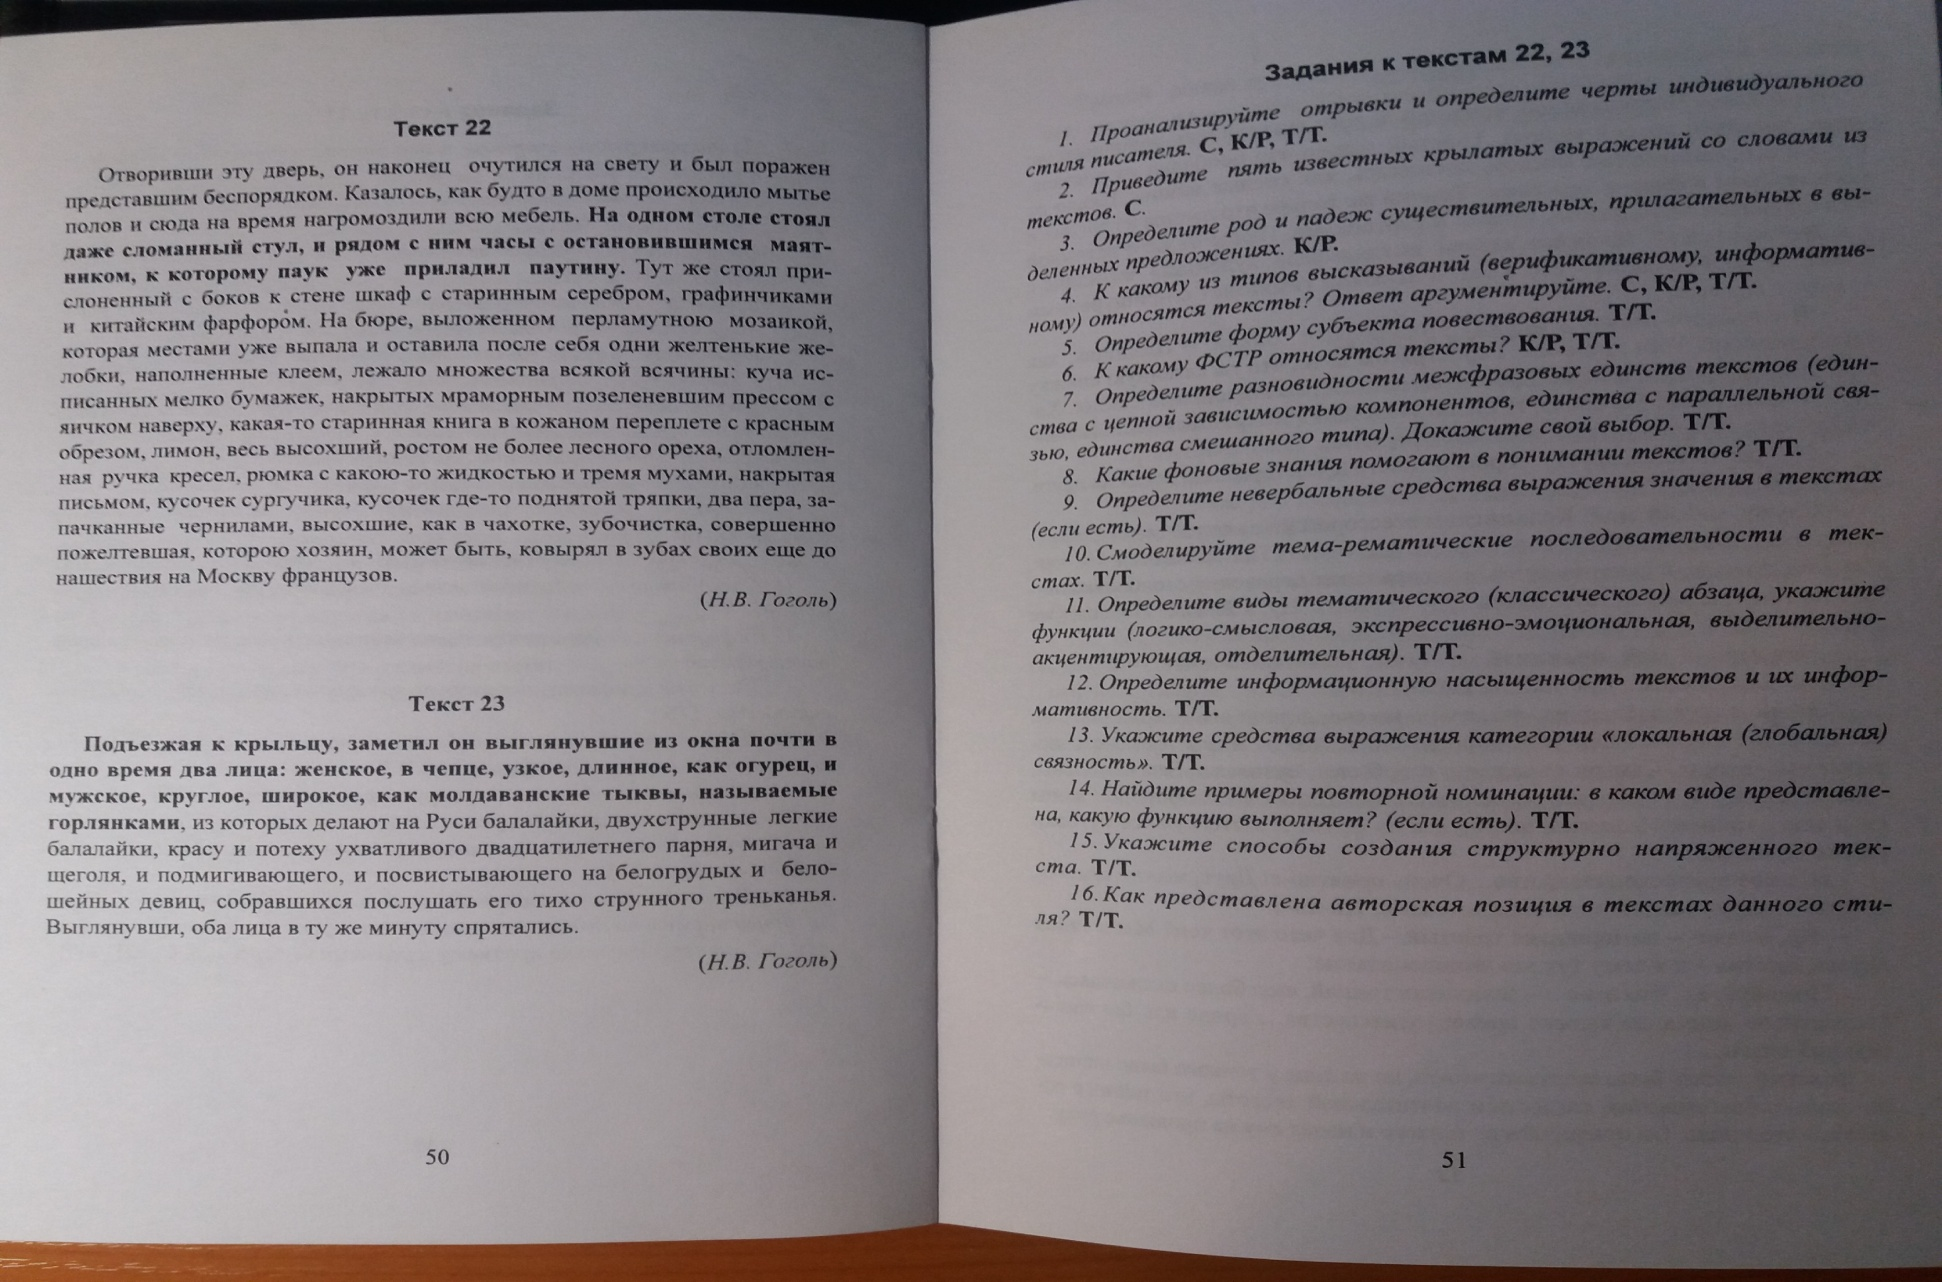 Текст 22
Отворивши эту дверь, он наконец очутился на свету и был поражен
представшим беспорядком. Казалось, как будто в доме происходило мытье
полов и сюда на время нагромоздили всю мебель. На одном столе стоял
даже сломанный стул, и рядом с ним часы с остановившимся маят-
ником, к которому паук уже приладил паутину. Тут же стоял при-
слоненный с боков к стене шкаф с старинным серебром, графинчиками
и китайским фарфором. На бюре, выложенном перламутною мозаикой,
которая местами уже выпала и оставила после себя одни желтенькие же-
лобки, наполненные клеем, лежало множества всякой всячины: куча ис-
писанных мелко бумажек, накрытых мраморным позеленевшим прессом с
яичком наверху, какая-то старинная книга в кожаном переплете с красным
обрезом, лимон, весь высохший, ростом не более лесного ореха, отломлен-
ная ручка кресел, рюмка с какою-то жидкостью и тремя мухами, накрытая
письмом, кусочек сургучика, кусочек где-то поднятой тряпки, два пера, за-
пачканные чернилами, высохшие, как в чахотке, зубочистка, совершенно
пожелтевшая, которою хозяин, может быть, ковырял в зубах своих еще до
нашествия на Москву французов.
(Н.В. Гоголь)
Текст 23
Подъезжая к крыльцу, заметил он выглянувшие из окна почти в
одно время два лица: женское, в чепце, узкое, длинное, как огурец, и
мужское, круглое, широкое, как молдаванские тыквы, называемые
горлянками, из которых делают на Руси балалайки, двухструнные легкие
балалайки, красу и потеху ухватливого двадцатилетнего парня, мигача и
щеголя, и подмигивающего, и посвистывающего на белогрудых и бело-
шейных девиц, собравшихся послушать его тихо струнного треньканья.
Выглянувши, оба лица в ту же минуту спрятались.
(Н.В. Гоголь)
50
Задания к текстам 22, 23
1. Проанализируйте отрывки и определите черты индивидуального
стиля писателя. С, К/Р, Т/Т.
2. Приведите пять известных крылатых выражений со словами из
текстов. С.
3. Определите род и падеж существительных, прилагательных в вы-
деленных предложениях. К/Р.
4. К какому из типов высказываний (верификативному, информатив-
ному) относятся тексты? Ответ аргументируйте. С, К/Р, Т/Т.
5. Определите форму субъекта повествования. Т/Т.
6. К какому ФСТР относятся тексты? К/Р, Т/Т.
7. Определите разновидности межфразовых единств текстов (един-
ства с цепной зависимостью компонентов, единства с параллельной свя-
зью, единства смешанного типа). Докажите свой выбор. Т/Т.
8. Какие фоновые знания помогают в понимании текстов? Т/Т.
9. Определите невербальные средства выражения значения в текстах
(если есть). Т/Т.
10. Смоделируйте тема-рематические последовательности в тек-
стах. Т/Т.
11. Определите виды тематического (классического) абзаца, укажите
функции (логико-смысловая, экспрессивно-эмоциональная, выделительно-
акцентирующая, отделительная). Т/Т.
12. Определите информационную насыщенность текстов и их инфор-
мативность. Т/Т.
13. Укажите средства выражения категории «локальная (глобальная)
связность». Т/Т.
14. Найдите примеры повторной номинации: в каком виде представле-
на, какую функцию выполняет? (если есть). Т/Т.
15. Укажите способы создания структурно напряженного тек-
ста. Т/Т.
16. Как представлена авторская позиция в текстах данного сти-
ля? Т/Т.
51